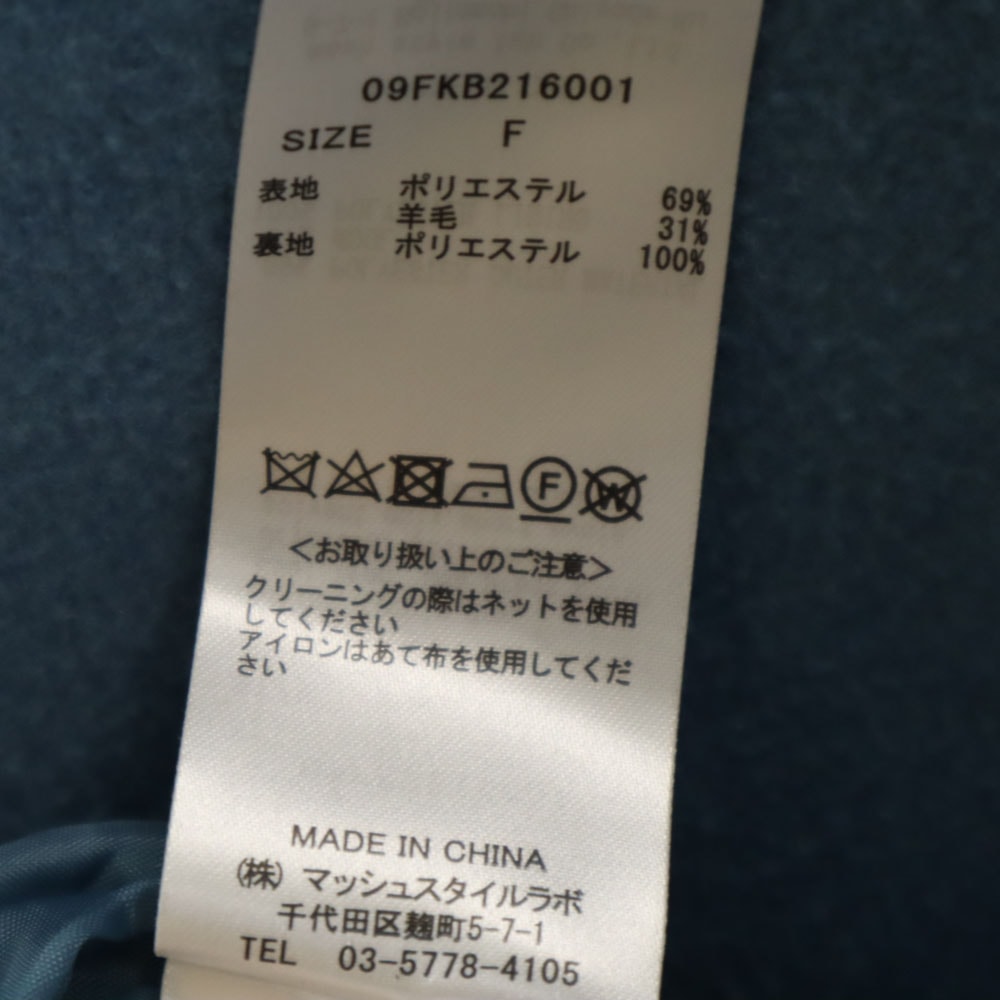 09FKB216001
SIZE F
表地 ポリエステル 69%
羊毛 31%
裏地 ポリエステル 100%
F W
<お取り扱い上のご注意>
クリーニングの際はネットを使用
してください
アイロンはあて布を使用してくだ
さい
MADE IN CHINA
(株) マッシュスタイルラボ
千代田区麹町5-7-1
TEL 03-5778-4105